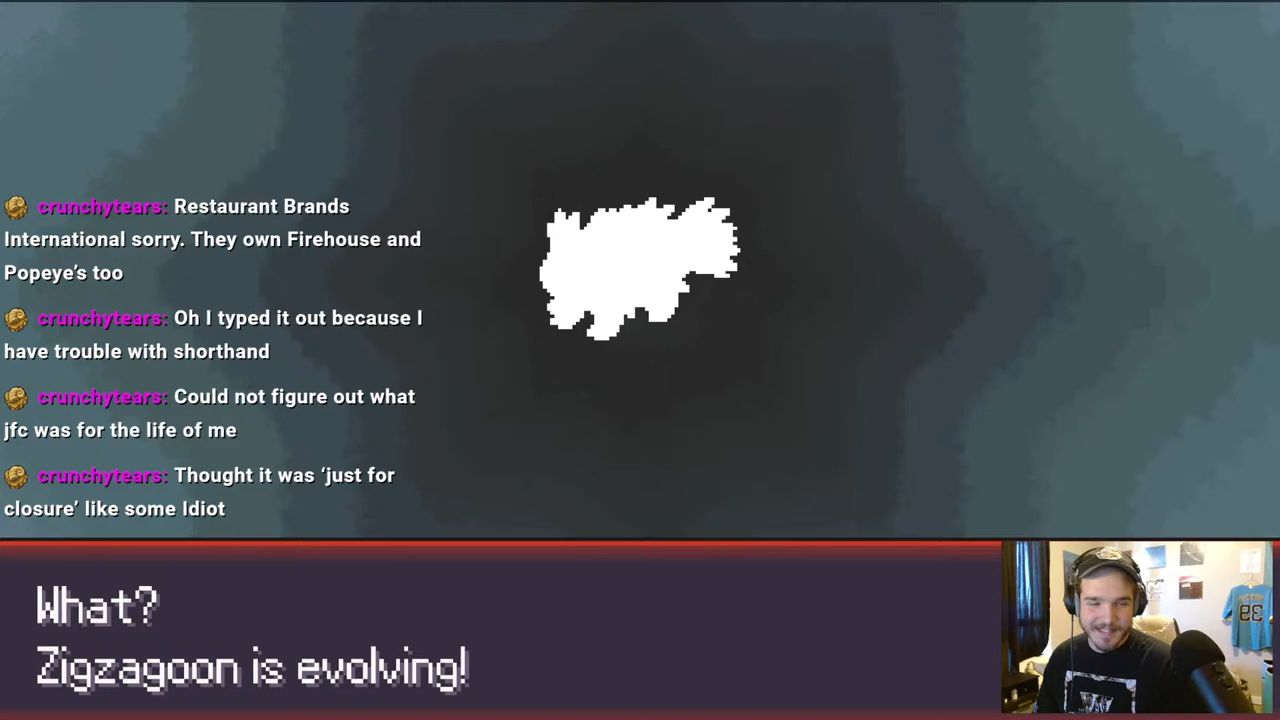 crunchytears: Restaurant Brands
International sorry. They own Firehouse and
Popeye’s too
crunchytears: Oh I typed it out because I
have trouble with shorthand
crunchytears: Could not figure out what
jfc was for the life of me
crunchytears: Thought it was ‘just for
closure’ like some Idiot
What?
Zigzagoon is evolving!